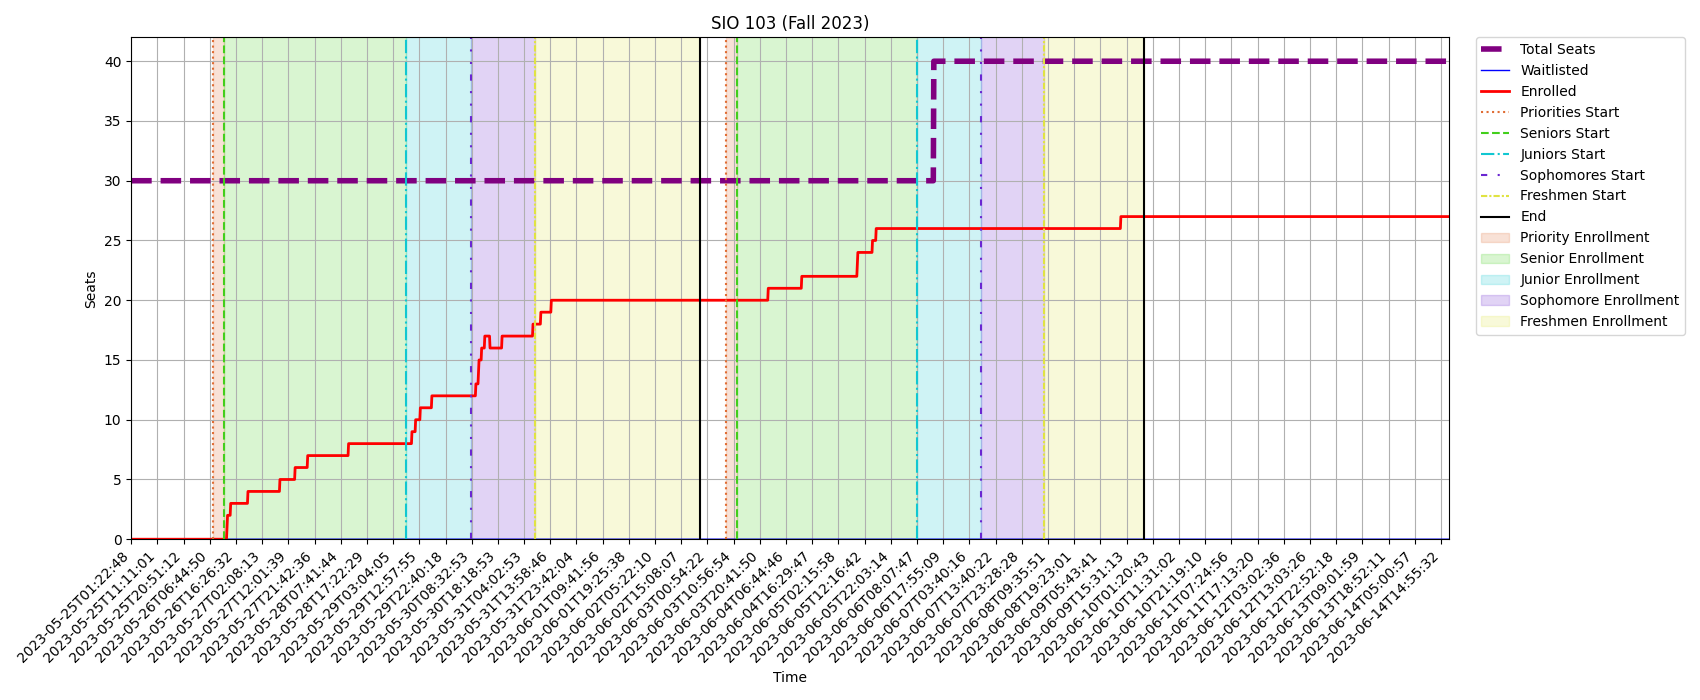 SIO 103 (Fall 2023)
Seats
40
35
30
25
20
15
10
5
0
2023-05-25T01:22:48
2023-05-25T11:11:01
2023-05-25T20:51:12
2023-05-26T06:44:50
2023-05-26T16:26:32
2023-05-27T02:08:13
2023-05-27T12:01:39
2023-05-27T21:42:36
2023-05-28T07:41:44
2023-05-28T17:22:29
2023-05-29T03:04:05
2023-05-29T12:57:55
2023-05-29T22:40:18
2023-05-30T08:32:53
2023-05-30T18:18:53
2023-05-31T04:02:53
2023-05-31T13:58:46
2023-05-31T23:42:04
2023-06-01T09:41:56
2023-06-01T19:25:38
2023-06-02T05:22:10
2023-06-02T15:08:07
2023-06-03T00:54:22
2023-06-03T10:56:54
2023-06-03T20:41:50
2023-06-04T06:44:46
2023-06-04T16:29:47
2023-06-05T02:15:58
2023-06-05T12:16:42
2023-06-05T22:03:14
2023-06-06T08:07:47
2023-06-06T17:55:09
2023-06-07T03:40:16
2023-06-07T13:40:22
2023-06-07T23:28:28
2023-06-08T09:35:51
2023-06-08T19:23:01
2023-06-09T05:43:41
2023-06-09T15:31:13
2023-06-10T01:20:43
2023-06-10T11:31:02
2023-06-10T21:19:10
2023-06-11T07:24:56
2023-06-11T17:13:20
2023-06-12T03:02:36
2023-06-12T13:03:26
2023-06-12T22:52:18
2023-06-13T09:01:59
2023-06-13T18:52:11
2023-06-14T05:00:57
2023-06-14T14:55:32
Time
Total Seats
Waitlisted
Enrolled
Priorities Start
Seniors Start
Juniors Start
Sophomores Start
Freshmen Start
End
Priority Enrollment
Senior Enrollment
Junior Enrollment
Sophomore Enrollment
Freshmen Enrollment